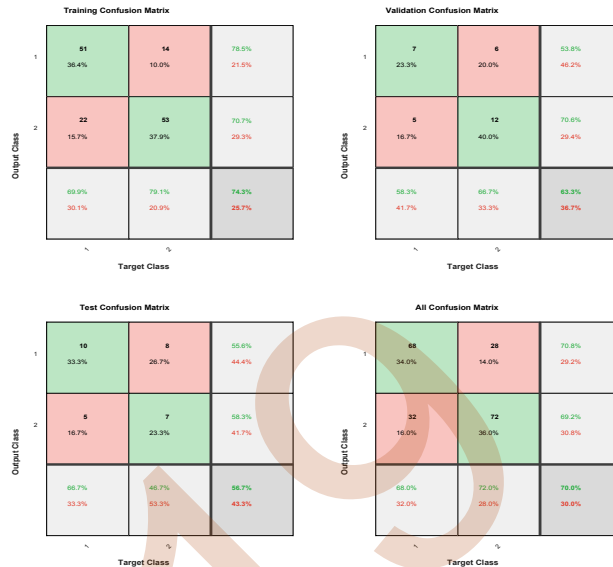 Training Confusion Matrix
51 14 78.5%
1
36.4% 10.0% 21.5%
22 53 70.7%
2
15.7% 37.9% 29.3%
69.9% 79.1% 74.3%
30.1% 20.9% 25.7%
1 2
Output Class
Target Class
Validation Confusion Matrix
7 6 53.8%
1
23.3% 20.0% 46.2%
5 12 70.6%
2
16.7% 40.0% 29.4%
58.3% 66.7% 63.3%
41.7% 33.3% 36.7%
1 2
Output Class
Target Class
Test Confusion Matrix
10 8 55.6%
1
33.3% 26.7% 44.4%
5 7 58.3%
2
16.7% 23.3% 41.7%
66.7% 46.7% 56.7%
33.3% 53.3% 43.3%
1 2
Output Class
Target Class
All Confusion Matrix
68 28 70.8%
1
34.0% 14.0% 29.2%
32 72 69.2%
2
16.0% 36.0% 30.8%
68.0% 72.0% 70.0%
32.0% 28.0% 30.0%
1 2
Output Class
Target Class